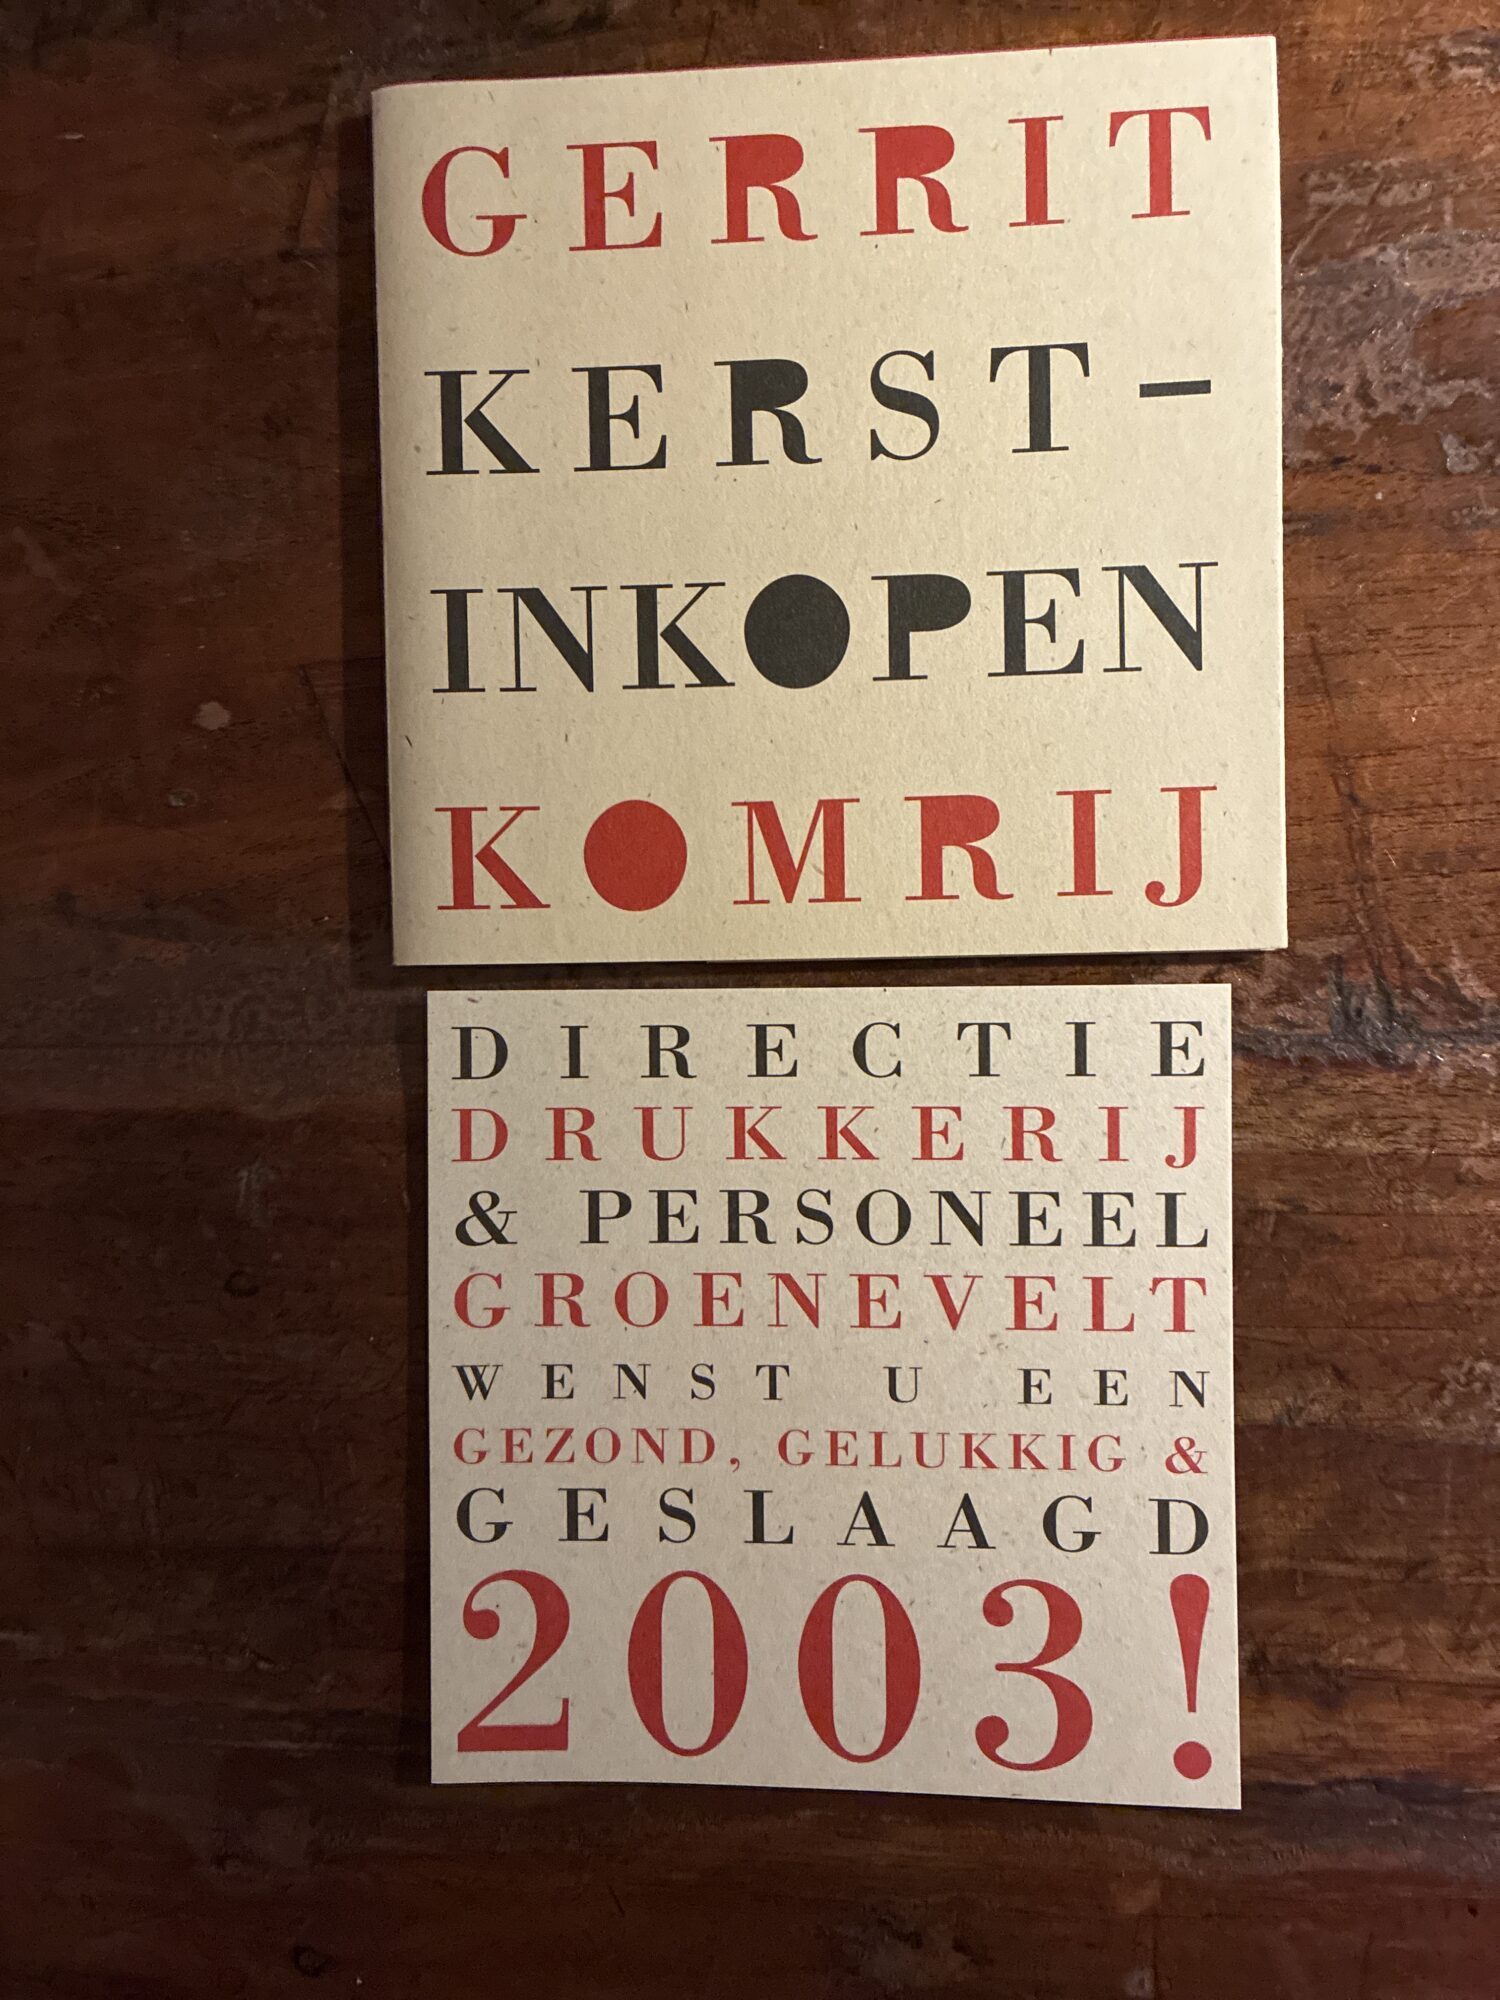 GERRIT
KERST-
INKOPEN
KOMRIJ
DIRECTIE
DRUKKERIJ
& PERSONEEL
GROENEVELT
WENST U EEN
GEZOND, GELUKKIG &
GESLAAGD
2003!